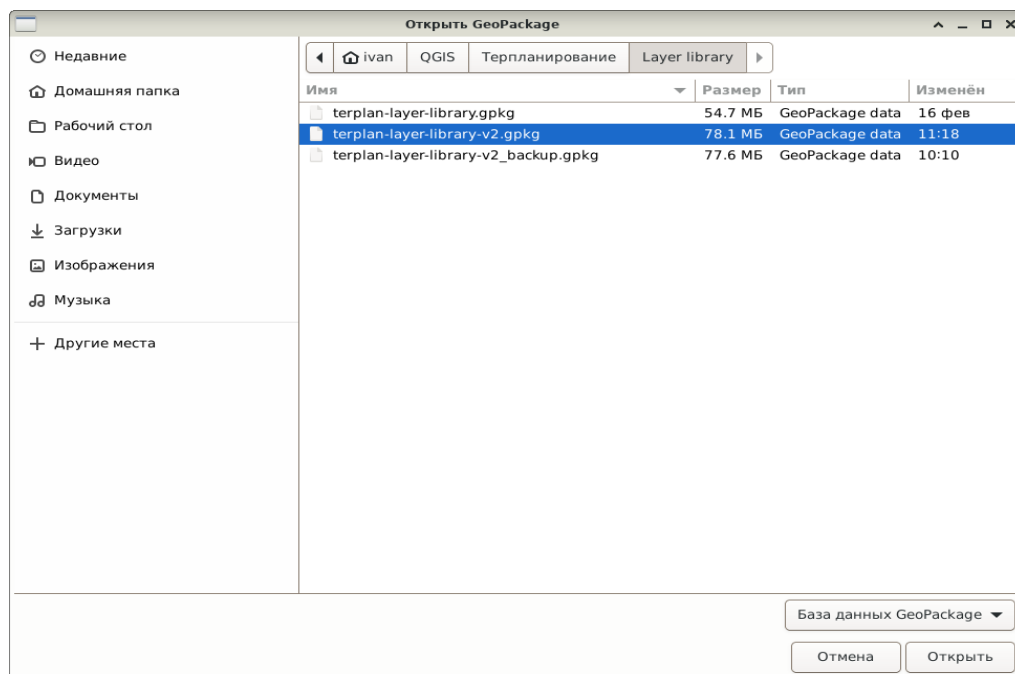 Открыть GeoPackage
Недавние
Домашняя папка
Рабочий стол
Видео
Документы
Загрузки
Изображения
Музыка
Другие места
ivan QGIS Терпланирование Layer library
Имя Размер Тип Изменён
terplan-layer-library.gpkg 54.7 МБ GeoPackage data 16 фев
terplan-layer-library-v2.gpkg 78.1 МБ GeoPackage data 11:18
terplan-layer-library-v2_backup.gpkg 77.6 МБ GeoPackage data 10:10
База данных GeoPackage
Отмена Открыть